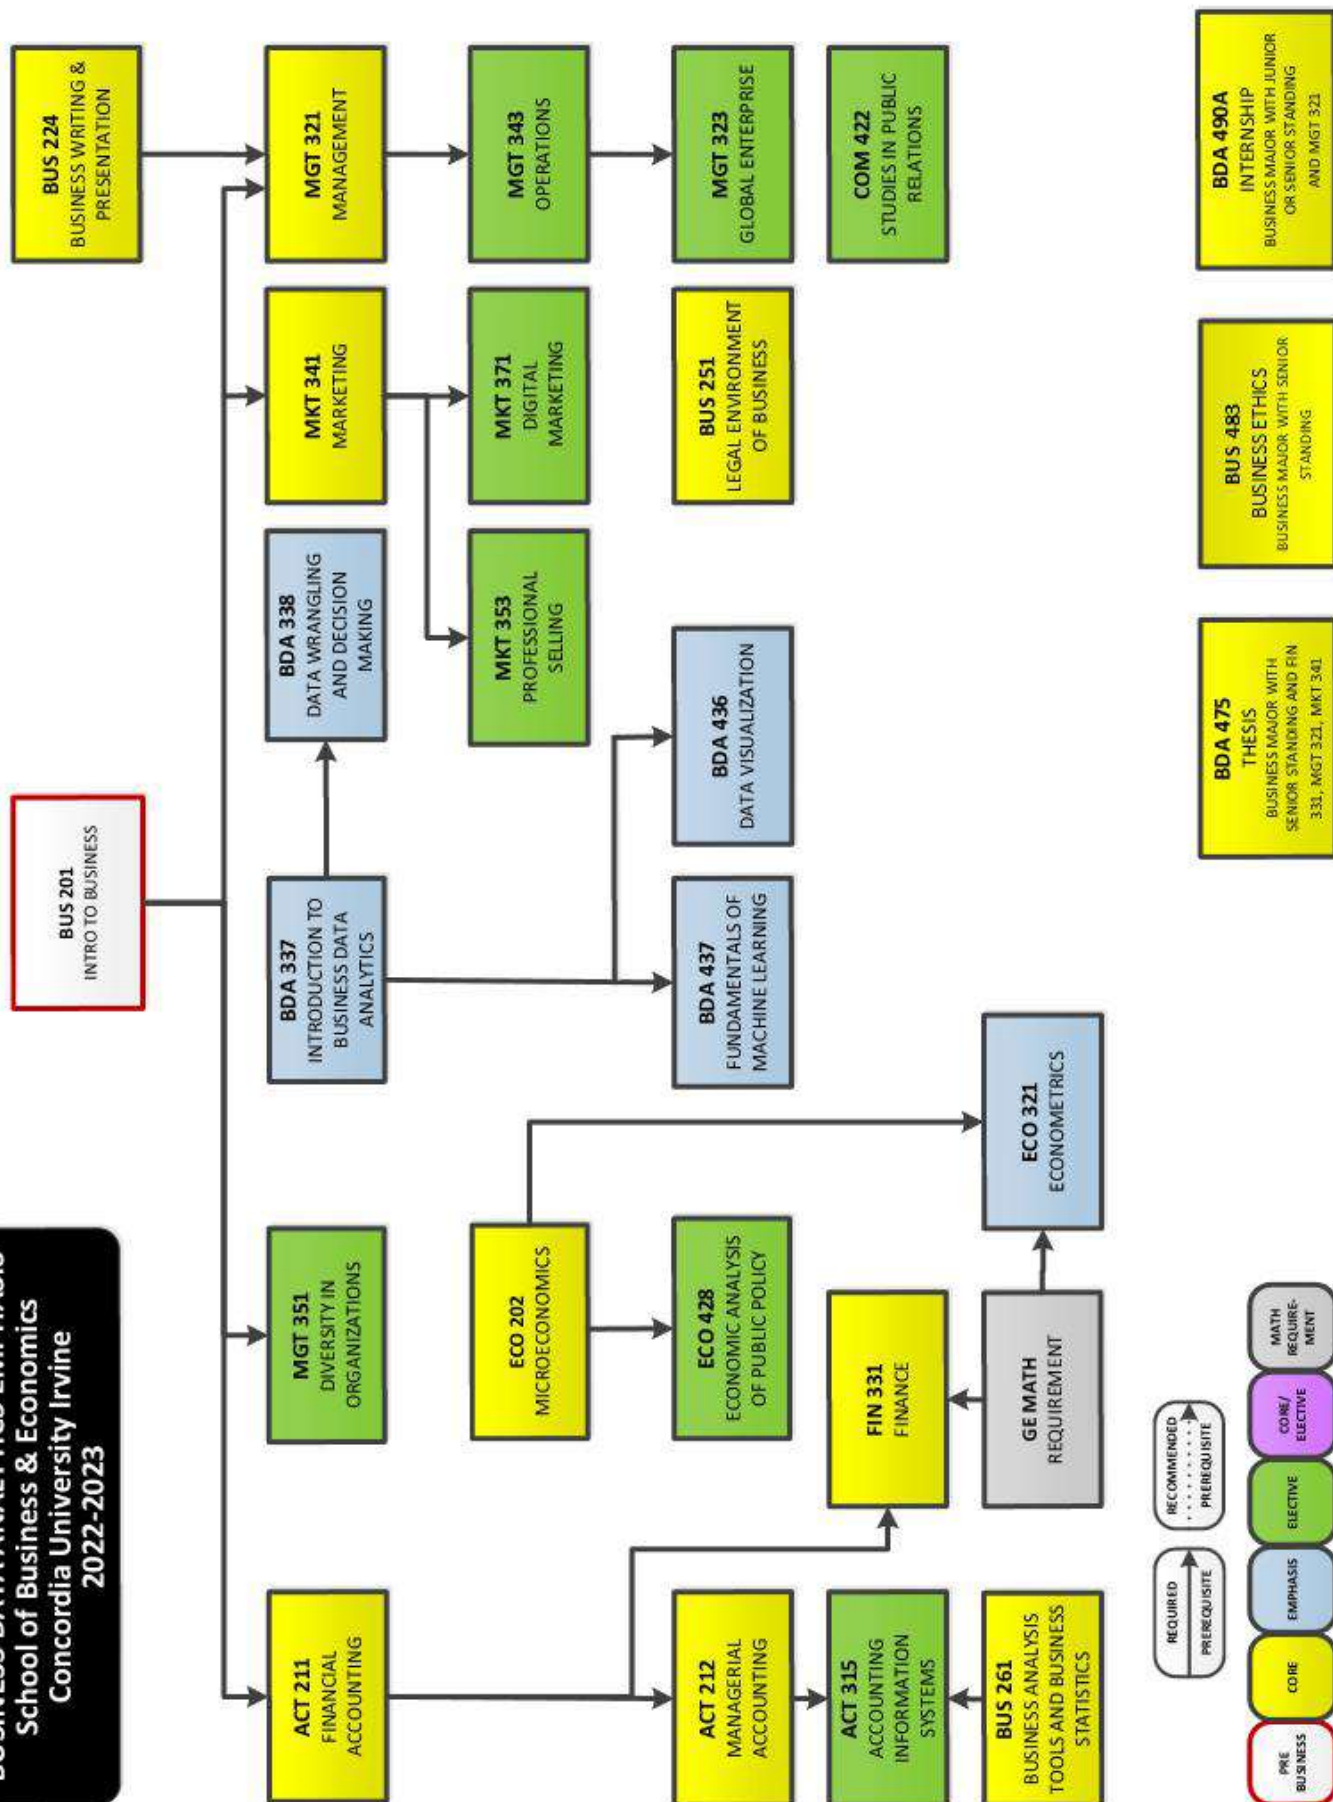 School of Business & Economics
Concordia University Irvine
2022-2023
BUS 201
INTRO TO BUSINESS
BUS 224
BUSINESS WRITING &
PRESENTATION
ACT 211
FINANCIAL
ACCOUNTING
MGT 351
DIVERSITY IN
ORGANIZATIONS
BDA 337
INTRODUCTION TO
BUSINESS DATA
ANALYTICS
BDA 338
DATA WRANGLING
AND DECISION
MAKING
MKT 341
MARKETING
MGT 321
MANAGEMENT
ECO 202
MICROECONOMICS
MKT 353
PROFESSIONAL
SELLING
MKT 371
DIGITAL
MARKETING
MGT 343
OPERATIONS
ACT 212
MANAGERIAL
ACCOUNTING
ECO 428
ECONOMIC ANALYSIS
OF PUBLIC POLICY
BDA 437
FUNDAMENTALS OF
MACHINE LEARNING
BDA 436
DATA VISUALIZATION
BUS 251
LEGAL ENVIRONMENT
OF BUSINESS
MGT 323
GLOBAL ENTERPRISE
ACT 315
ACCOUNTING
INFORMATION
SYSTEMS
FIN 331
FINANCE
COM 422
STUDIES IN PUBLIC
RELATIONS
BUS 261
BUSINESS ANALYSIS
TOOLS AND BUSINESS
STATISTICS
GE MATH
REQUIREMENT
ECO 321
ECONOMETRICS
REQUIRED
PREREQUISITE
RECOMMENDED
PREREQUISITE
PRE
BUSINESS
CORE
EMPHASIS
ELECTIVE
CORE/
ELECTIVE
MATH
REQUIRE-
MENT
BDA 475
THESIS
BUSINESS MAJOR WITH
SENIOR STANDING AND FIN
331, MGT 321, MKT 341
BUS 483
BUSINESS ETHICS
BUSINESS MAJOR WITH SENIOR
STANDING
BDA 490A
INTERNSHIP
BUSINESS MAJOR WITH JUNIOR
OR SENIOR STANDING
AND MGT 321